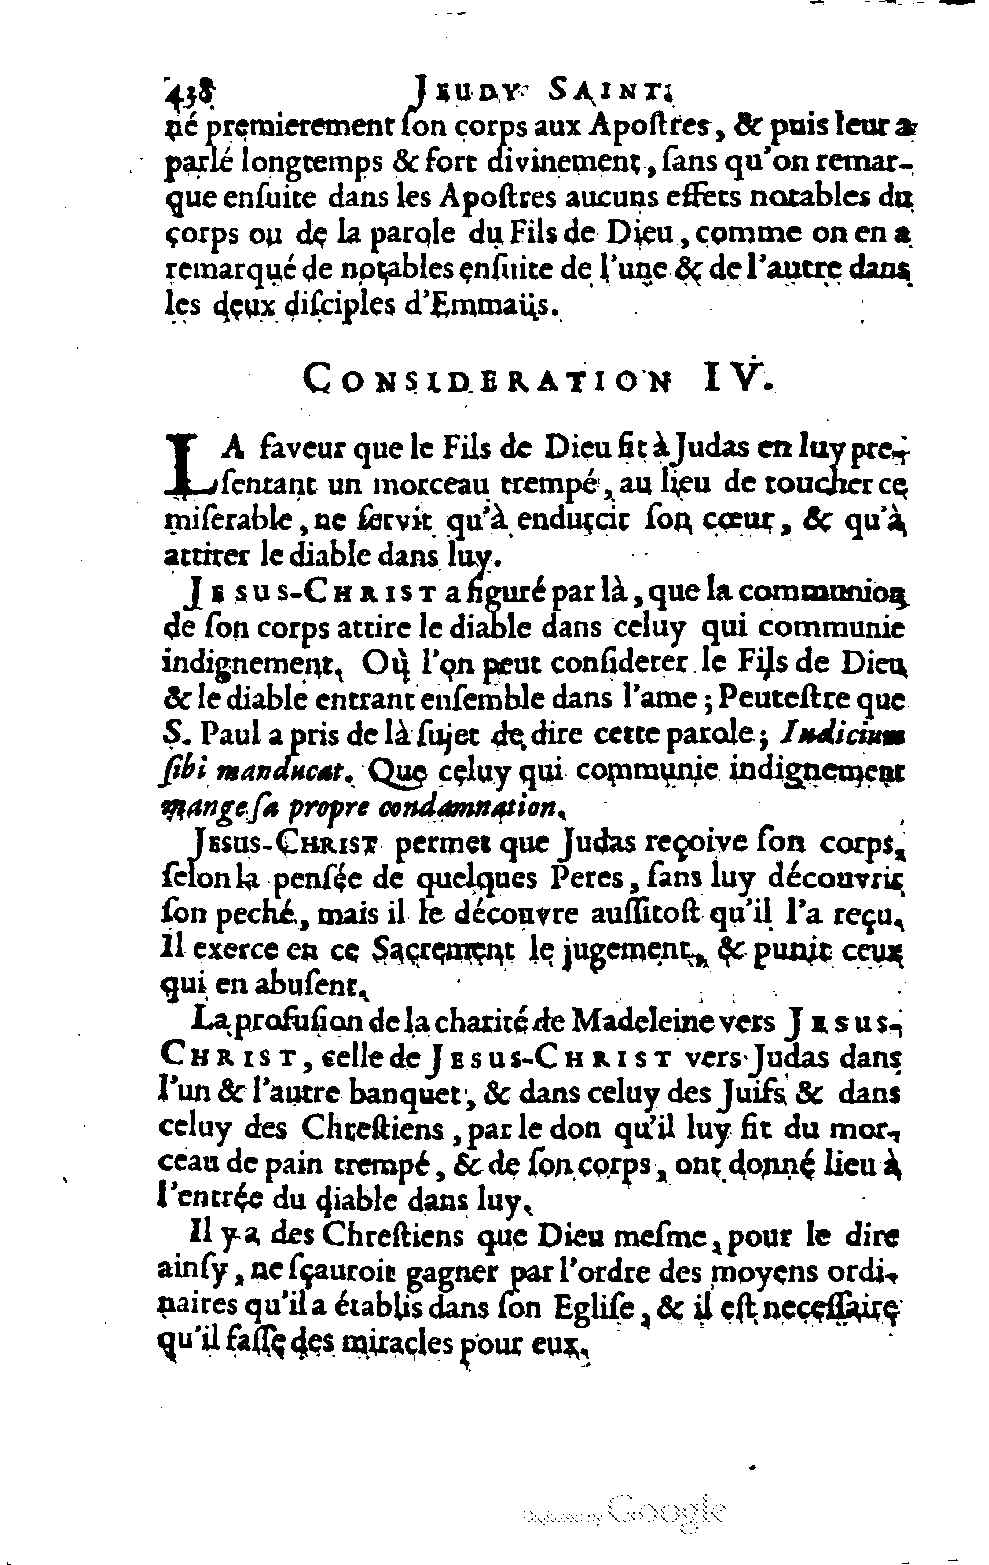 438 JEUDY SAINT.
né premierement ſon corps aux Apoſtres, & puis leur a
parlé longtemps & fort divinement, ſans qu'on remar-
que enſuite dans les Apoſtres aucuns effets notables du
corps ou de la parole du Fils de Dieu, comme on en a
remarqué de notables enſuite de l'une & de l'autre dans
les deux diſciples d'Emmaüs.
CONSIDERATION IV.
LA faveur que le Fils de Dieu fit à Judas en luy pre-
ſentant un morceau trempé, au lieu de toucher ce
miſerable, ne ſervit qu'à endurcir ſon cœur, & qu'à
attirer le diable dans luy.
JESUS-CHRIST a figuré par là, que la communion
de ſon corps attire le diable dans celuy qui communie
indignement. Où l'on peut conſiderer le Fils de Dieu
& le diable entrant enſemble dans l'ame; Peuteſtre que
S. Paul a pris de là ſujet de dire cette parole; Iudicium
ſibi manducat. Que celuy qui communie indignement
mange ſa propre condamnation.
JESUS-CHRIST permet que Judas reçoive ſon corps,
ſelon la penſée de quelques Peres, ſans luy découvrir
ſon peché, mais il le découvre auſſitoſt qu'il l'a reçu.
Il exerce en ce Sacrement le jugement, & punit ceux
qui en abuſent.
La profuſion de la charité de Madeleine vers JESUS-
CHRIST, celle de JESUS-CHRIST vers Judas dans
l'un & l'autre banquet, & dans celuy des Juifs & dans
celuy des Chreſtiens, par le don qu'il luy fit du mor-
ceau de pain trempé, & de ſon corps, ont donné lieu à
l'entrée du diable dans luy.
Il y a des Chreſtiens que Dieu meſme, pour le dire
ainſy, ne ſçauroit gagner par l'ordre des moyens ordi-
naires qu'il a établis dans ſon Egliſe, & il eſt neceſſaire
qu'il faſſe des miracles pour eux.
Digitized by Google